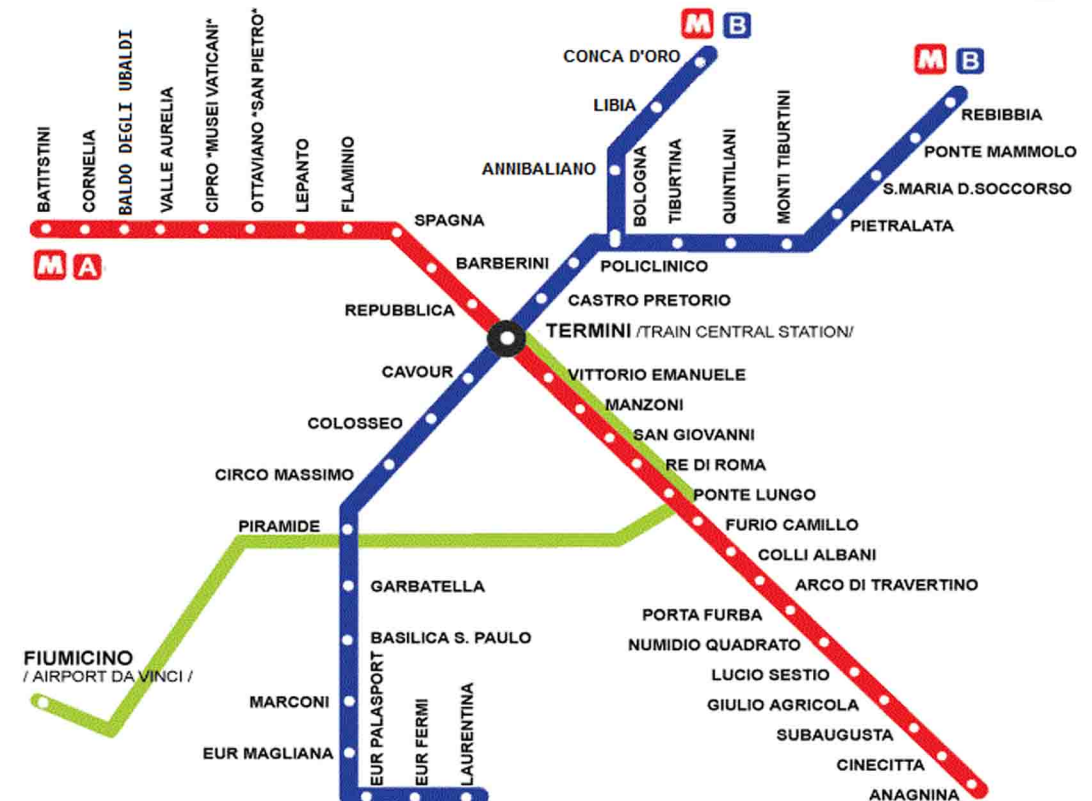 M B
CONCA D'ORO
LIBIA
ANNIBALIANO
M B
REBIBBIA
PONTE MAMMOLO
S.MARIA D.SOCCORSO
PIETRALATA
BOLOGNA
TIBURTINA
QUINTILIANI
MONTI TIBURTINI
BATITSTINI
CORNELIA
BALDO DEGLI UBALDI
VALLE AURELIA
CIPRO *MUSEI VATICANI*
OTTAVIANO *SAN PIETRO*
LEPANTO
FLAMINIO
M A
SPAGNA
BARBERINI
REPUBBLICA
POLICLINICO
CASTRO PRETORIO
TERMINI /TRAIN CENTRAL STATION/
CAVOUR
COLOSSEO
CIRCO MASSIMO
PIRAMIDE
VITTORIO EMANUELE
MANZONI
SAN GIOVANNI
RE DI ROMA
PONTE LUNGO
FURIO CAMILLO
COLLI ALBANI
ARCO DI TRAVERTINO
PORTA FURBA
NUMIDIO QUADRATO
LUCIO SESTIO
GIULIO AGRICOLA
SUBAUGUSTA
CINECITTA
ANAGNINA
GARBATELLA
BASILICA S. PAULO
MARCONI
EUR MAGLIANA
EUR PALASPORT
EUR FERMI
LAURENTINA
FIUMICINO
/ AIRPORT DA VINCI /